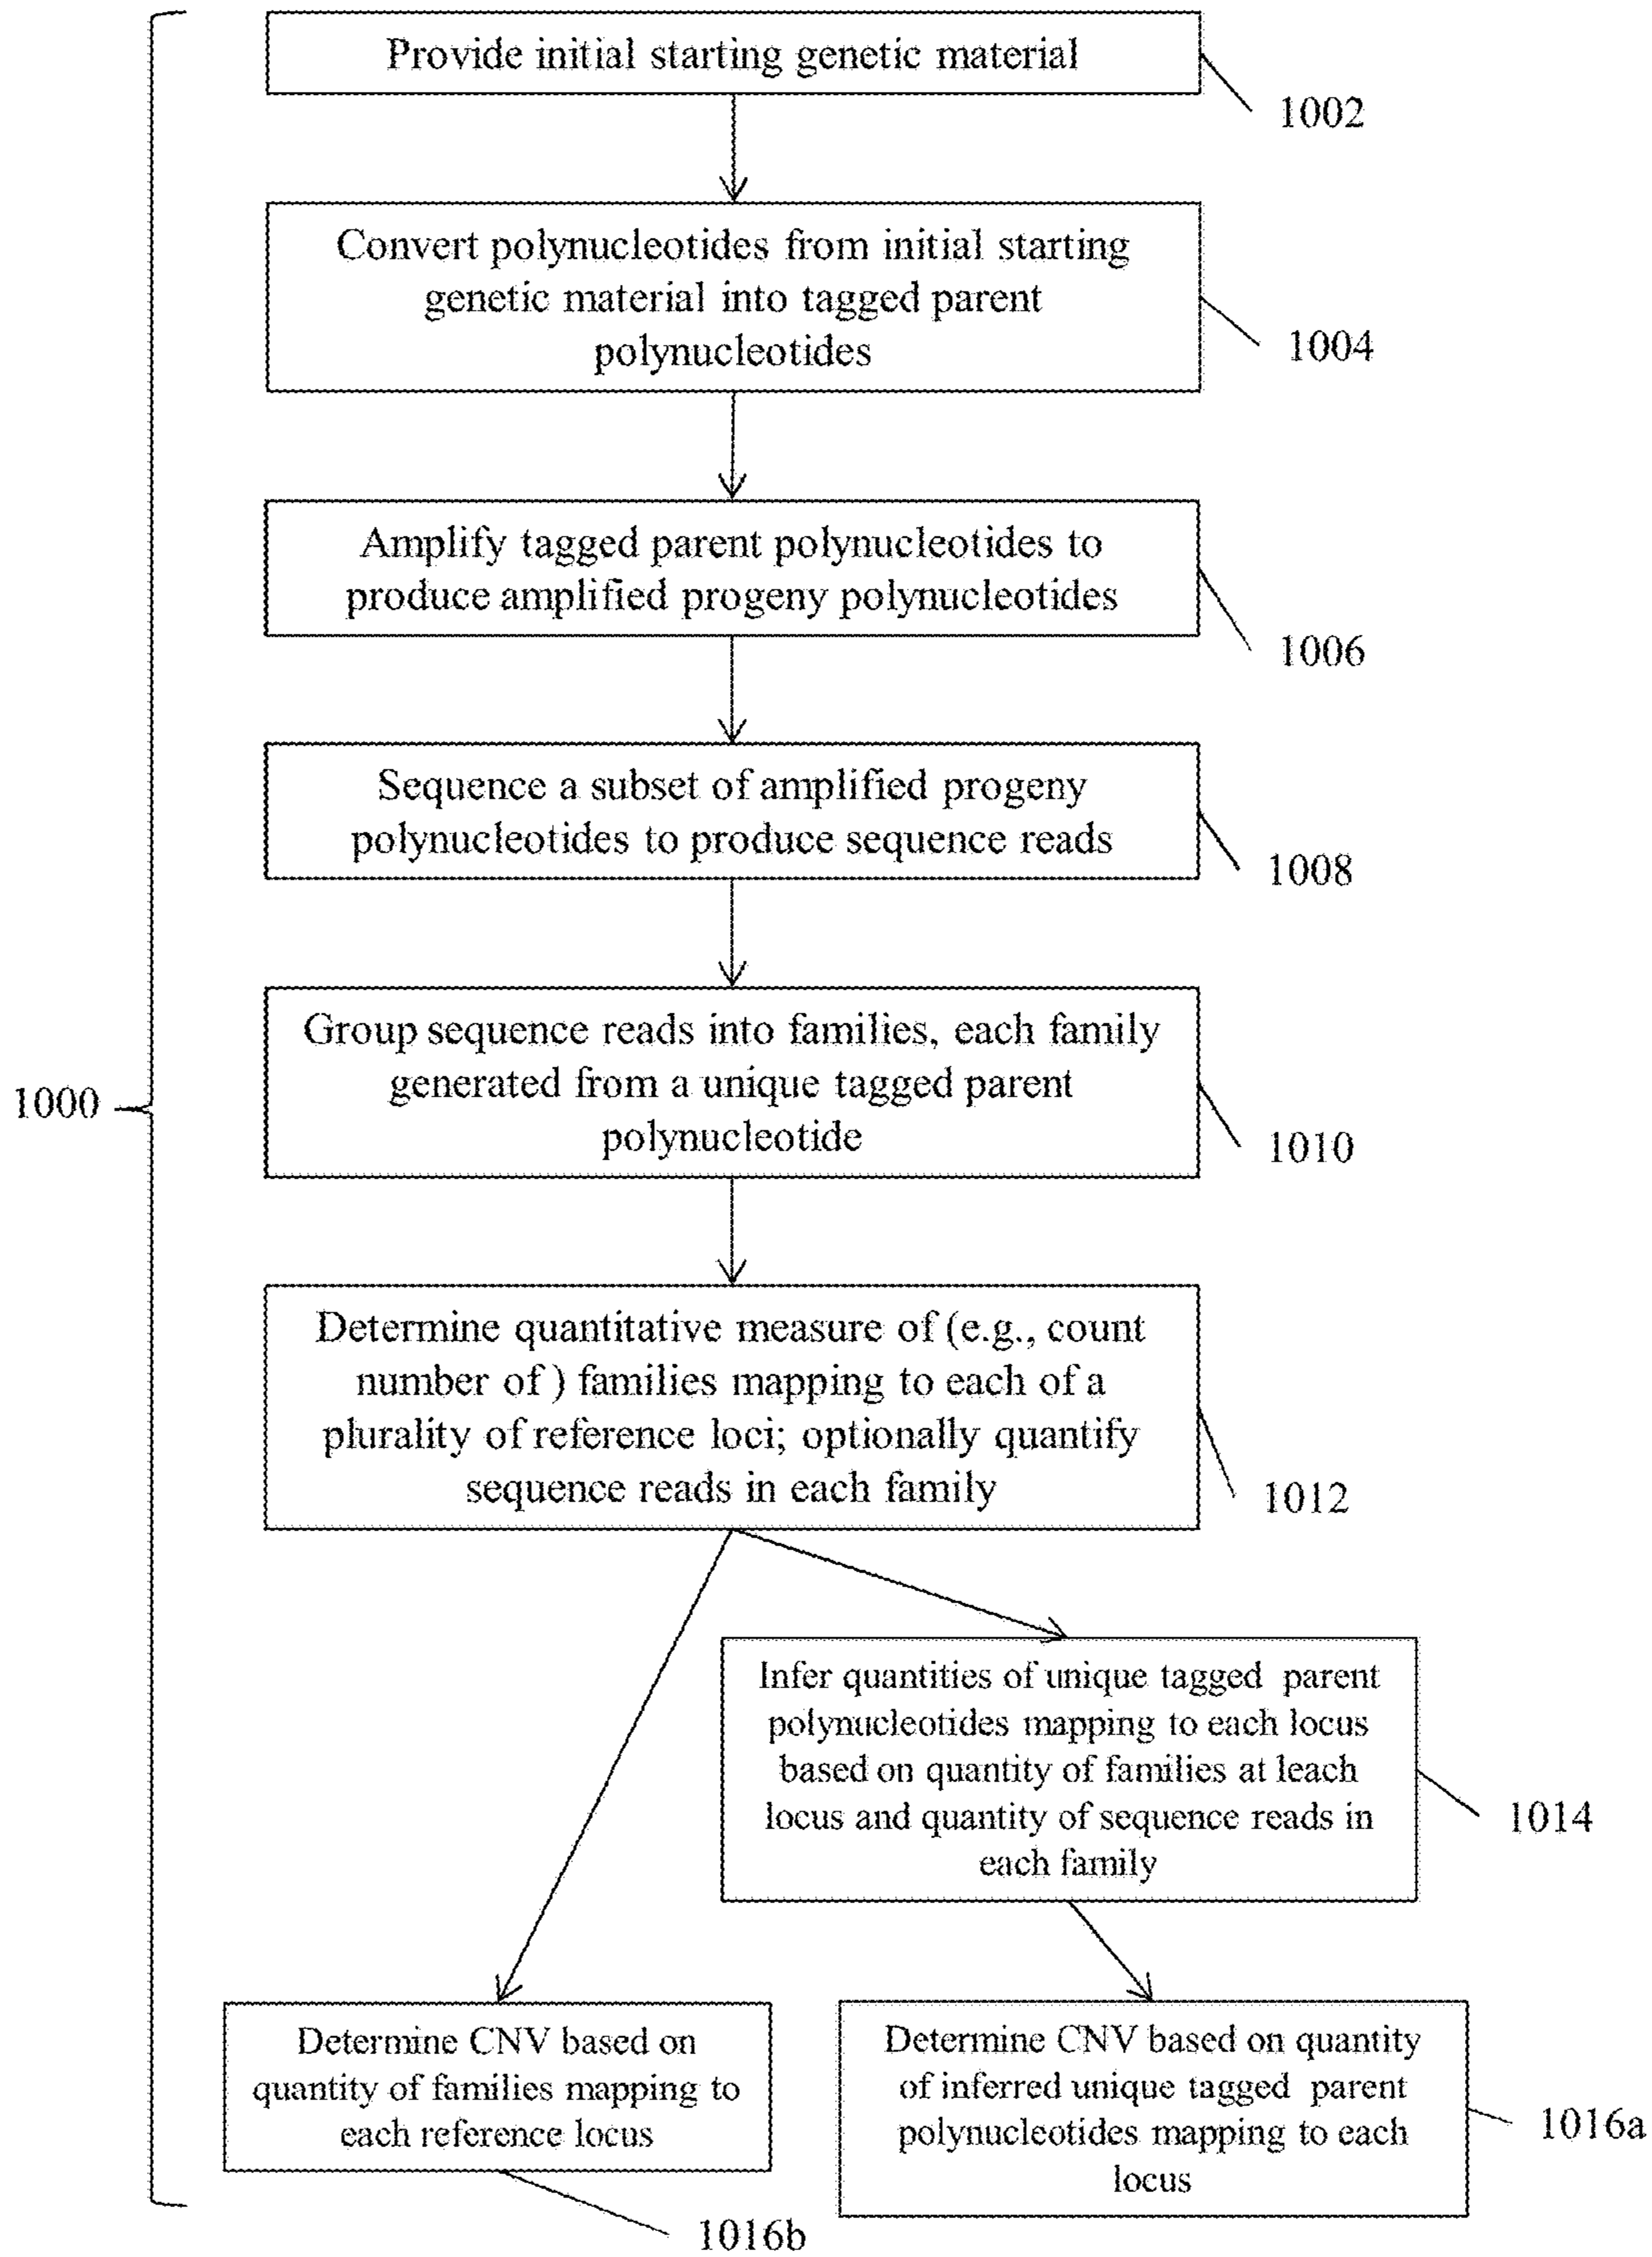 Provide initial starting genetic material
1002
Convert polynucleotides from initial starting
genetic material into tagged parent
polynucleotides
1004
Amplify tagged parent polynucleotides to
produce amplified progeny polynucleotides
1006
Sequence a subset of amplified progeny
polynucleotides to produce sequence reads
1008
Group sequence reads into families, each family
generated from a unique tagged parent
polynucleotide
1000
1010
Determine quantitative measure of (e.g., count
number of ) families mapping to each of a
plurality of reference loci; optionally quantify
sequence reads in each family
1012
Infer quantities of unique tagged parent
polynucleotides mapping to each locus
based on quantity of families at leach
locus and quantity of sequence reads in
each family
1014
Determine CNV based on
quantity of families mapping to
each reference locus
1016b
Determine CNV based on quantity
of inferred unique tagged parent
polynucleotides mapping to each
locus
1016a